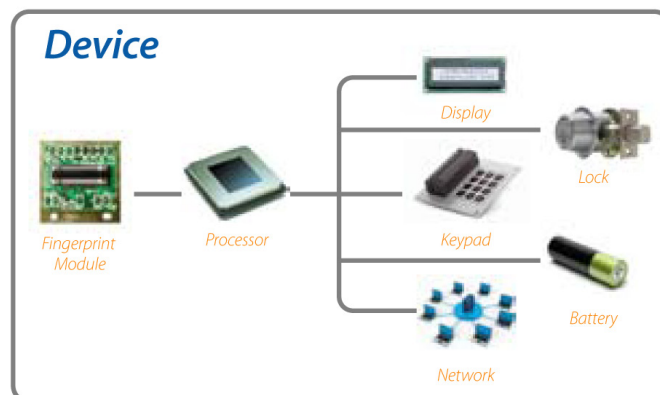 Device
Display
Lock
Fingerprint
Module
Processor
Keypad
Battery
Network